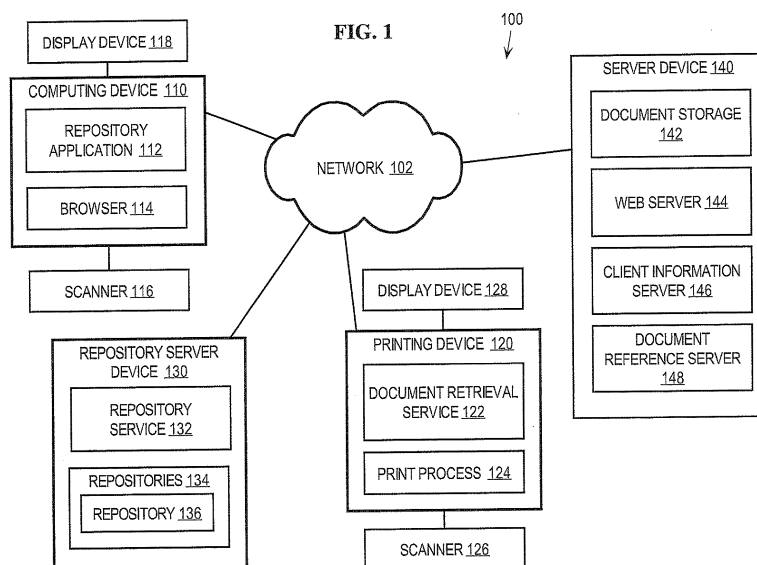 FIG. 1
100
DISPLAY DEVICE 118
COMPUTING DEVICE 110
REPOSITORY
APPLICATION 112
BROWSER 114
SCANNER 116
NETWORK 102
SERVER DEVICE 140
DOCUMENT STORAGE
142
WEB SERVER 144
CLIENT INFORMATION
SERVER 146
DOCUMENT
REFERENCE SERVER
148
REPOSITORY SERVER
DEVICE 130
REPOSITORY
SERVICE 132
REPOSITORIES 134
REPOSITORY 136
DISPLAY DEVICE 128
PRINTING DEVICE 120
DOCUMENT RETRIEVAL
SERVICE 122
PRINT PROCESS 124
SCANNER 126